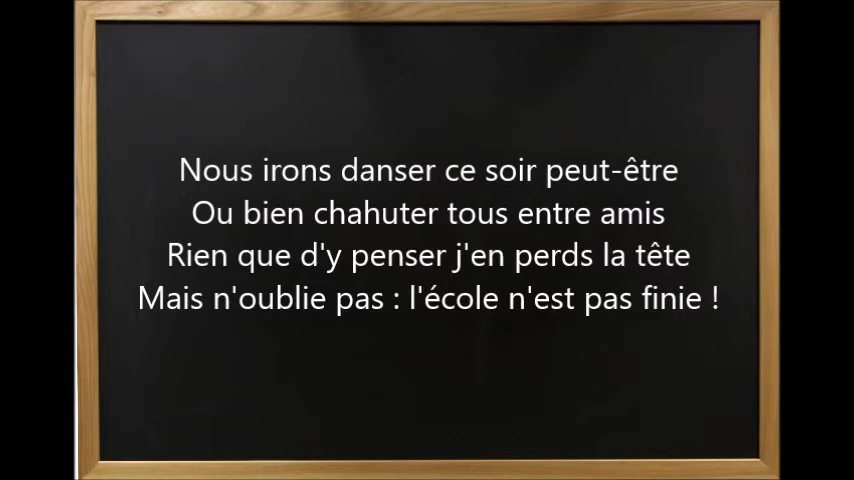 Nous irons danser ce soir peut-être
Ou bien chahuter tous entre amis
Rien que d'y penser j'en perds la tête
Mais n'oublie pas : l'école n'est pas finie !